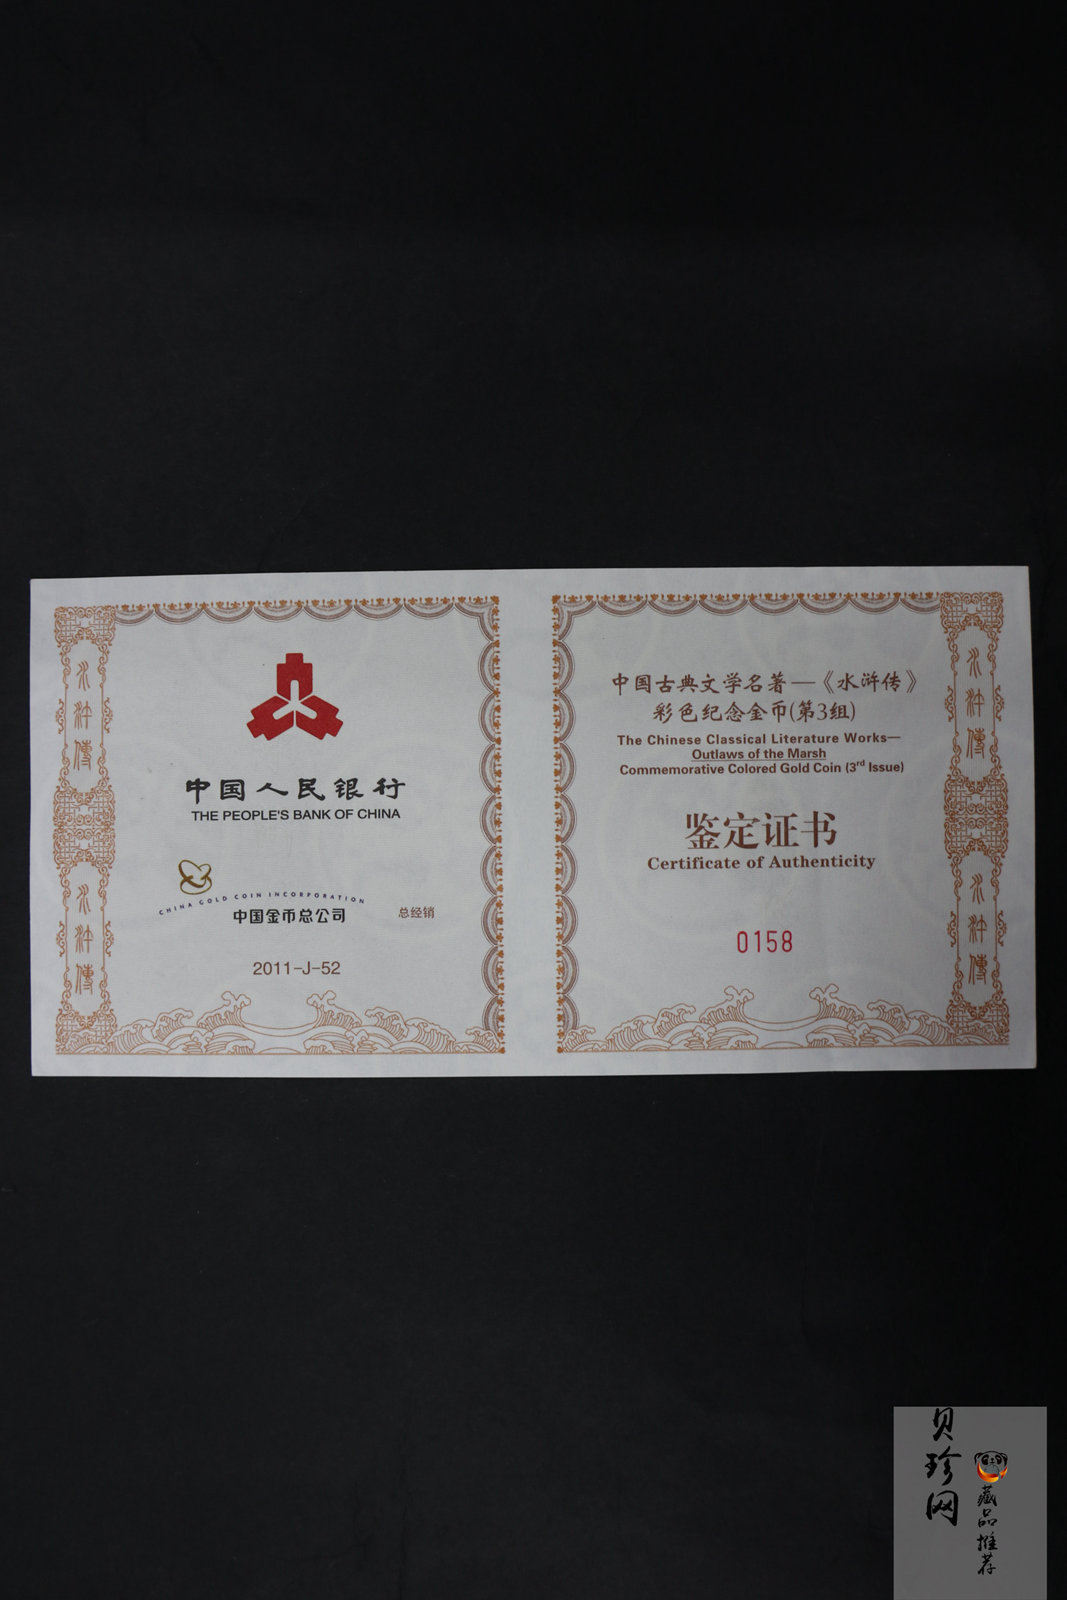 水浒傳
水浒傳
中国人民银行
THE PEOPLE'S BANK OF CHINA
CHINA GOLD COIN INCORPORATION
中国金币总公司
总经销
2011-J-52
中国古典文学名著—《水浒传》
彩色纪念金币(第3组)
The Chinese Classical Literature Works—
Outlaws of the Marsh
Commemorative Colored Gold Coin (3rd Issue)
鉴定证书
Certificate of Authenticity
0158
水浒傳
水浒傳
贝珍网
藏品推荐